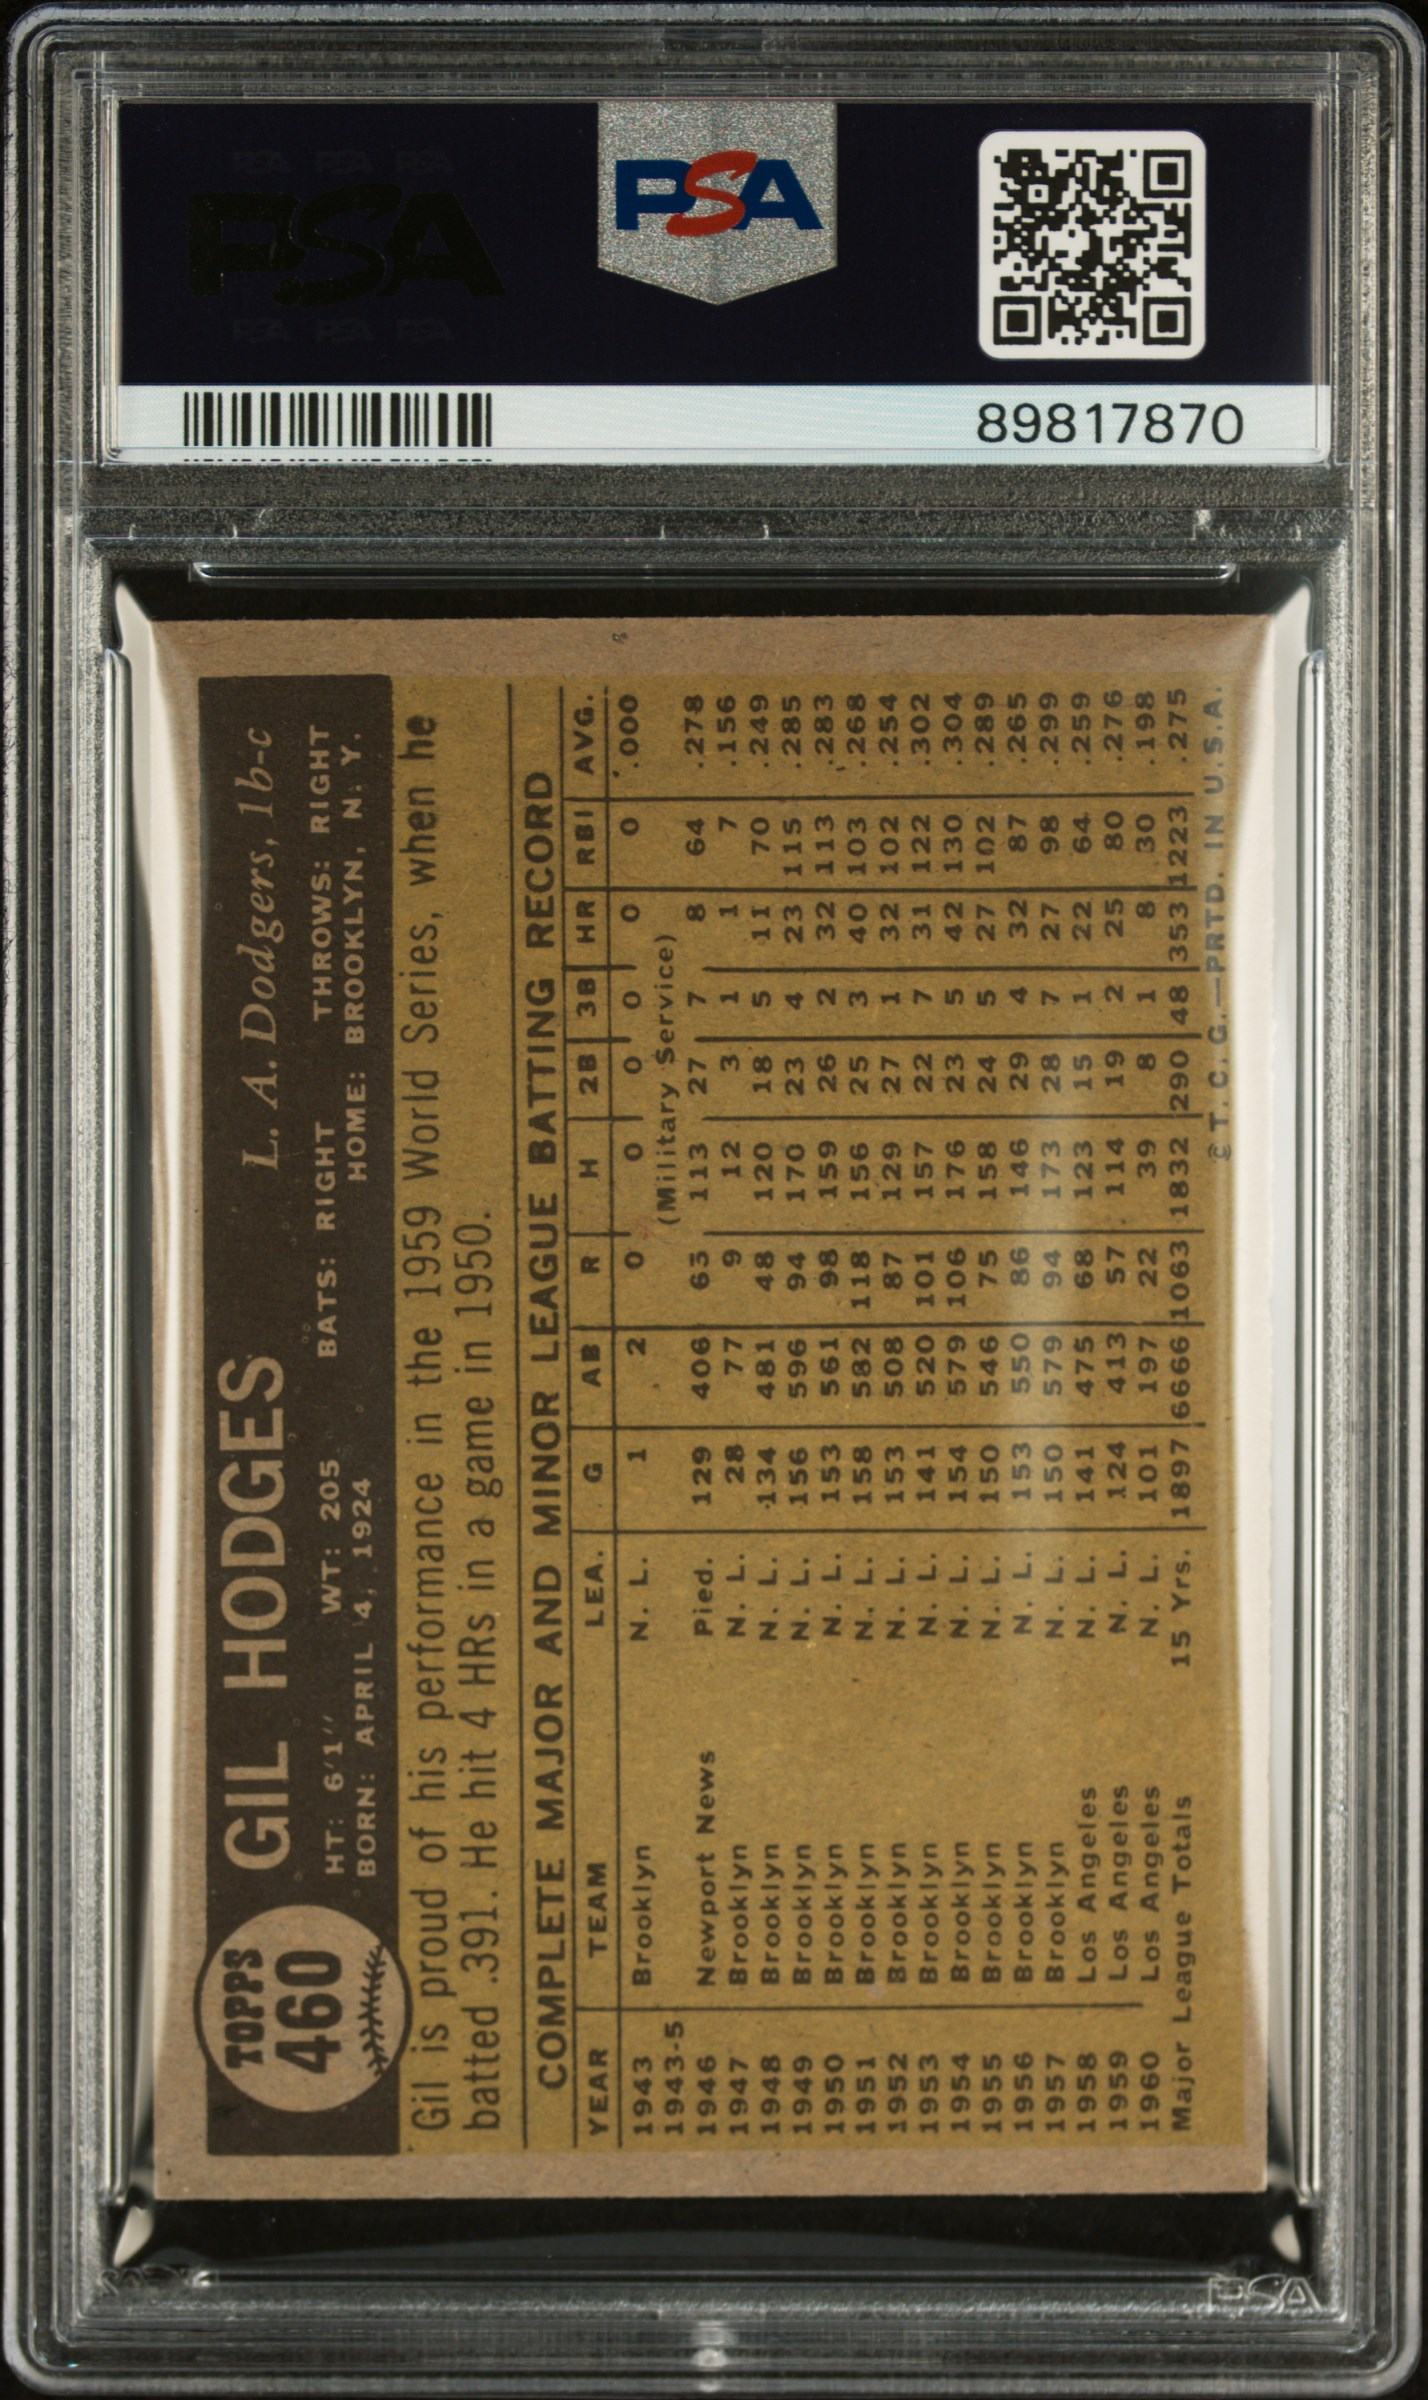 PSA
PSA
89817870
TOPPS
460
GIL HODGES
L. A. Dodgers, 1b-c
HT: 6'1" WT: 205 BATS: RIGHT THROWS: RIGHT
BORN: APRIL 4, 1924 HOME: BROOKLYN, N. Y.
Gil is proud of his performance in the 1959 World Series, when he
batted .391. He hit 4 HRs in a game in 1950.
COMPLETE MAJOR AND MINOR LEAGUE BATTING RECORD
YEAR TEAM LEA. G AB R H 2B 3B HR RBI AVG.
1943 Brooklyn N. L. 1 2 0 0 0 0 0 0 .000
1943-5 (Military Service)
1946 Newport News Pied. 129 406 63 113 27 7 8 64 .278
1947 Brooklyn N. L. 28 77 9 12 3 1 1 7 .156
1948 Brooklyn N. L. 134 481 48 120 18 5 11 70 .249
1949 Brooklyn N. L. 156 596 94 170 23 4 23 115 .285
1950 Brooklyn N. L. 153 561 98 159 26 2 32 113 .283
1951 Brooklyn N. L. 158 582 118 156 25 3 40 103 .268
1952 Brooklyn N. L. 153 508 87 129 27 1 32 102 .254
1953 Brooklyn N. L. 141 520 101 157 22 7 31 122 .302
1954 Brooklyn N. L. 154 579 106 176 23 5 42 130 .304
1955 Brooklyn N. L. 150 546 75 158 24 5 27 102 .289
1956 Brooklyn N. L. 153 550 86 146 29 4 32 87 .265
1957 Brooklyn N. L. 150 579 94 173 28 7 27 98 .299
1958 Los Angeles N. L. 141 475 68 123 15 1 22 64 .259
1959 Los Angeles N. L. 124 413 57 114 19 2 25 80 .276
1960 Los Angeles N. L. 101 197 22 39 8 1 8 30 .198
Major League Totals 15 Yrs. 1897 6666 1063 1832 290 48 353 1223 .275
© T.C.G.—PRTD. IN U.S.A.
PSA